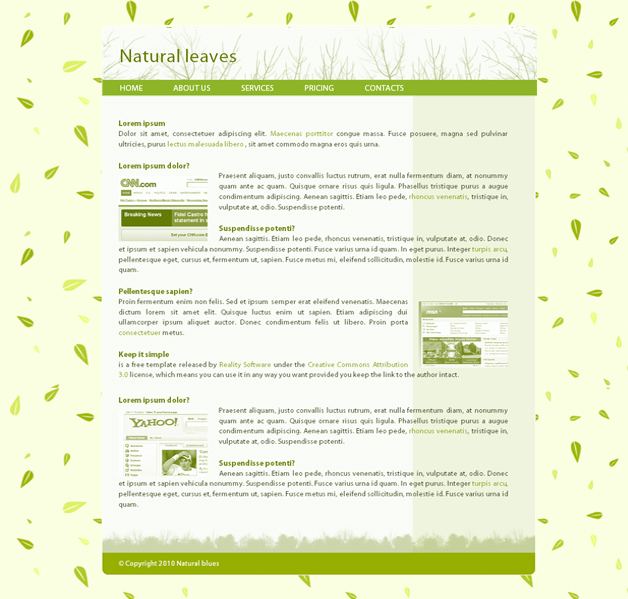 Natural leaves
HOME ABOUT US SERVICES PRICING CONTACTS
Lorem ipsum
Dolor sit amet, consectetuer adipiscing elit. Maecenas porttitor congue massa. Fusce posuere, magna sed pulvinar
ultricies, purus lectus malesuada libero , sit amet commodo magna eros quis urna.
Lorem ipsum dolor?
CNN.com
Breaking News
Fidel Castro h
statement in s
Set your CNN.com E
Praesent aliquam, justo convallis luctus rutrum, erat nulla fermentum diam, at nonummy
quam ante ac quam. Quisque ornare risus quis ligula. Phasellus tristique purus a augue
condimentum adipiscing. Aenean sagittis. Etiam leo pede, rhoncus venenatis, tristique in,
vulputate at, odio. Suspendisse potenti.
Suspendisse potenti?
Aenean sagittis. Etiam leo pede, rhoncus venenatis, tristique in, vulputate at, odio. Donec
et ipsum et sapien vehicula nonummy. Suspendisse potenti. Fusce varius urna id quam. In eget purus. Integer turpis arcu,
pellentesque eget, cursus et, fermentum ut, sapien. Fusce metus mi, eleifend sollicitudin, molestie id. Fusce varius urna id
quam.
Pellentesque sapien?
Proin fermentum enim non felis. Sed et ipsum semper erat eleifend venenatis. Maecenas
dictum lorem sit amet elit. Quisque luctus enim ut sapien. Etiam adipiscing dui
ullamcorper ipsum aliquet auctor. Donec condimentum felis ut libero. Proin porta
consectetuer metus.
msn
Keep it simple
is a free template released by Reality Software under the Creative Commons Attribution
3.0 license, which means you can use it in any way you want provided you keep the link to the author intact.
Lorem ipsum dolor?
YAHOO!
Praesent aliquam, justo convallis luctus rutrum, erat nulla fermentum diam, at nonummy
quam ante ac quam. Quisque ornare risus quis ligula. Phasellus tristique purus a augue
condimentum adipiscing. Aenean sagittis. Etiam leo pede, rhoncus venenatis, tristique in,
vulputate at, odio. Suspendisse potenti.
Suspendisse potenti?
Aenean sagittis. Etiam leo pede, rhoncus venenatis, tristique in, vulputate at, odio. Donec
et ipsum et sapien vehicula nonummy. Suspendisse potenti. Fusce varius urna id quam. In eget purus. Integer turpis arcu,
pellentesque eget, cursus et, fermentum ut, sapien. Fusce metus mi, eleifend sollicitudin, molestie id. Fusce varius urna id
quam.
© Copyright 2010 Natural blues